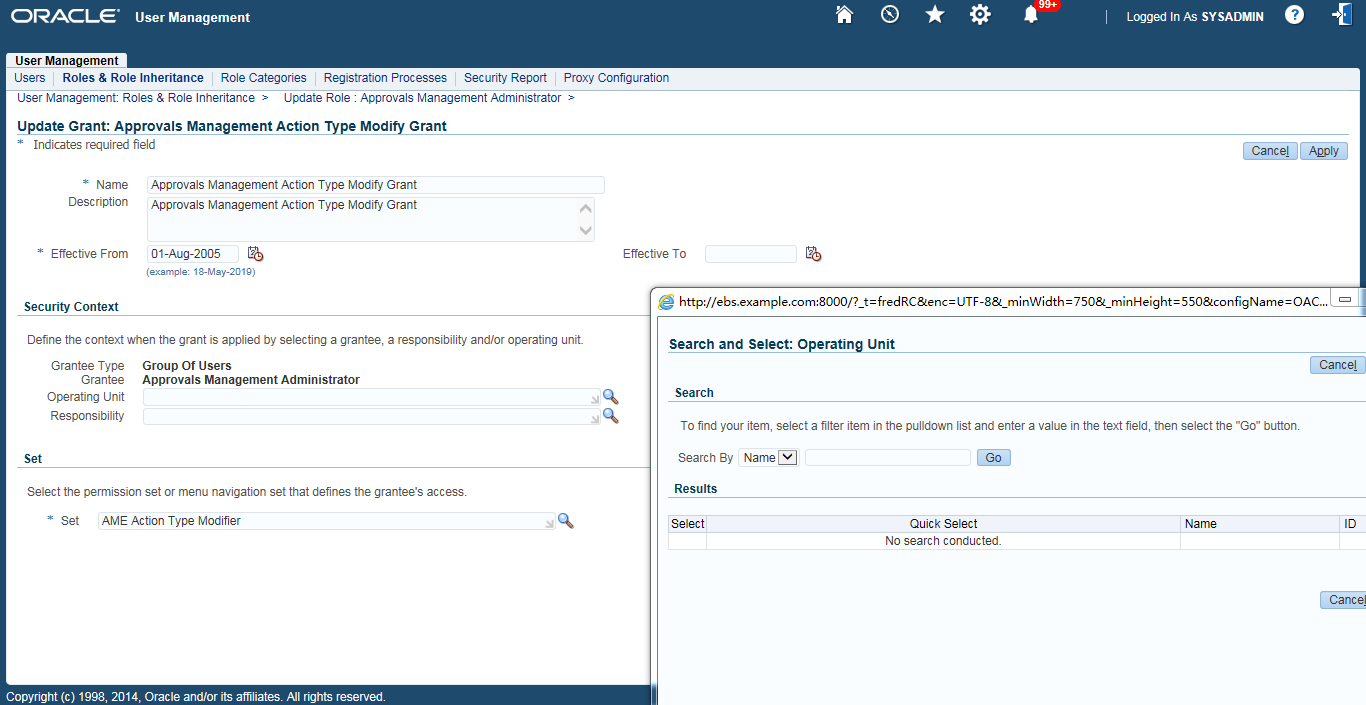 ORACLE® User Management
99+
Logged In As SYSADMIN ?
User Management
Users Roles & Role Inheritance Role Categories Registration Processes Security Report Proxy Configuration
User Management: Roles & Role Inheritance > Update Role : Approvals Management Administrator >
Update Grant: Approvals Management Action Type Modify Grant
* Indicates required field
Cancel Apply
* Name Approvals Management Action Type Modify Grant
Description Approvals Management Action Type Modify Grant
* Effective From 01-Aug-2005 Effective To
(example: 18-May-2019)
Security Context
Define the context when the grant is applied by selecting a grantee, a responsibility and/or operating unit.
Grantee Type Group Of Users
Grantee Approvals Management Administrator
Operating Unit
Responsibility
Set
Select the permission set or menu navigation set that defines the grantee's access.
* Set AME Action Type Modifier
http://ebs.example.com:8000/?_t=fredRC&enc=UTF-8&_minWidth=750&_minHeight=550&configName=OAC...
Search and Select: Operating Unit
Cancel
Search
To find your item, select a filter item in the pulldown list and enter a value in the text field, then select the "Go" button.
Search By Name Go
Results
Select Quick Select Name ID
No search conducted.
Cancel
Copyright (c) 1998, 2014, Oracle and/or its affiliates. All rights reserved.